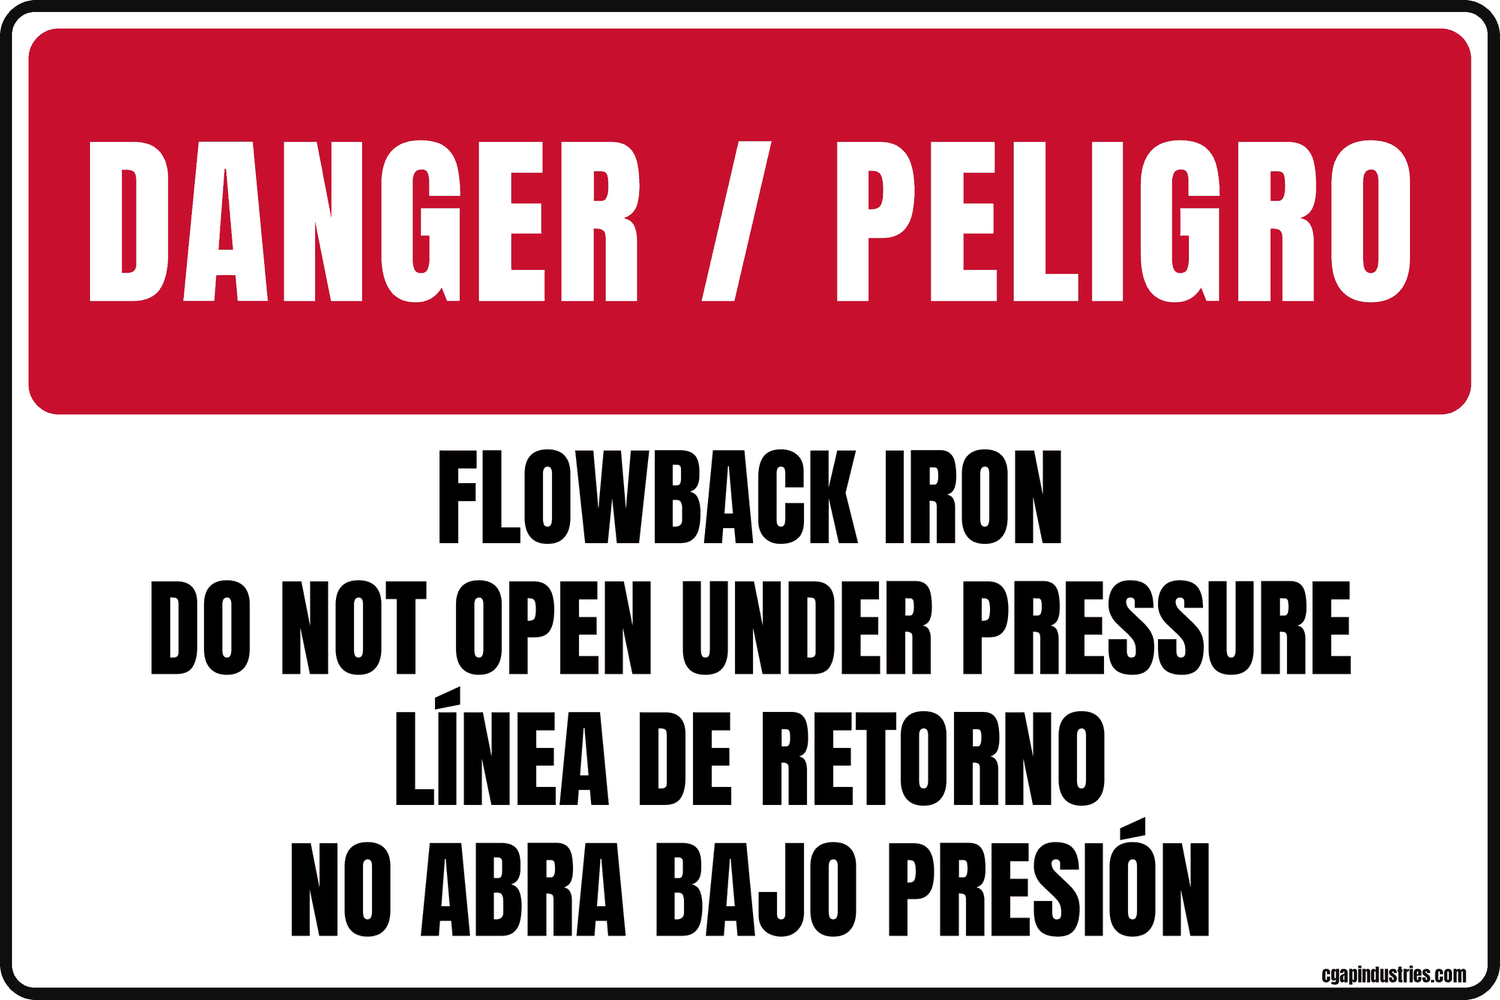 DANGER / PELIGRO
FLOWBACK IRON
DO NOT OPEN UNDER PRESSURE
LÍNEA DE RETORNO
NO ABRA BAJO PRESIÓN
cgapindustries.com